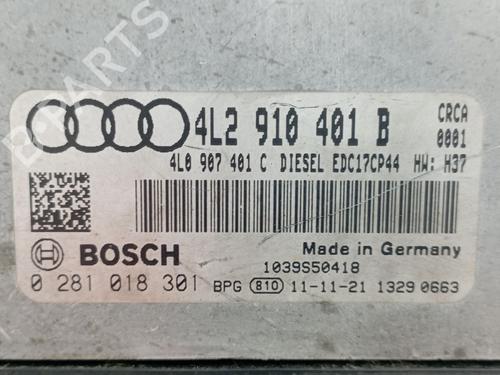 B-PARTS
4L2 910 401 B
CRCA
0001
4L0 907 401 C DIESEL EDC17CP44 HW: H37
BOSCH
Made in Germany
1039S50418
0 281 018 301
BPG 810 11-11-21 1329 0663